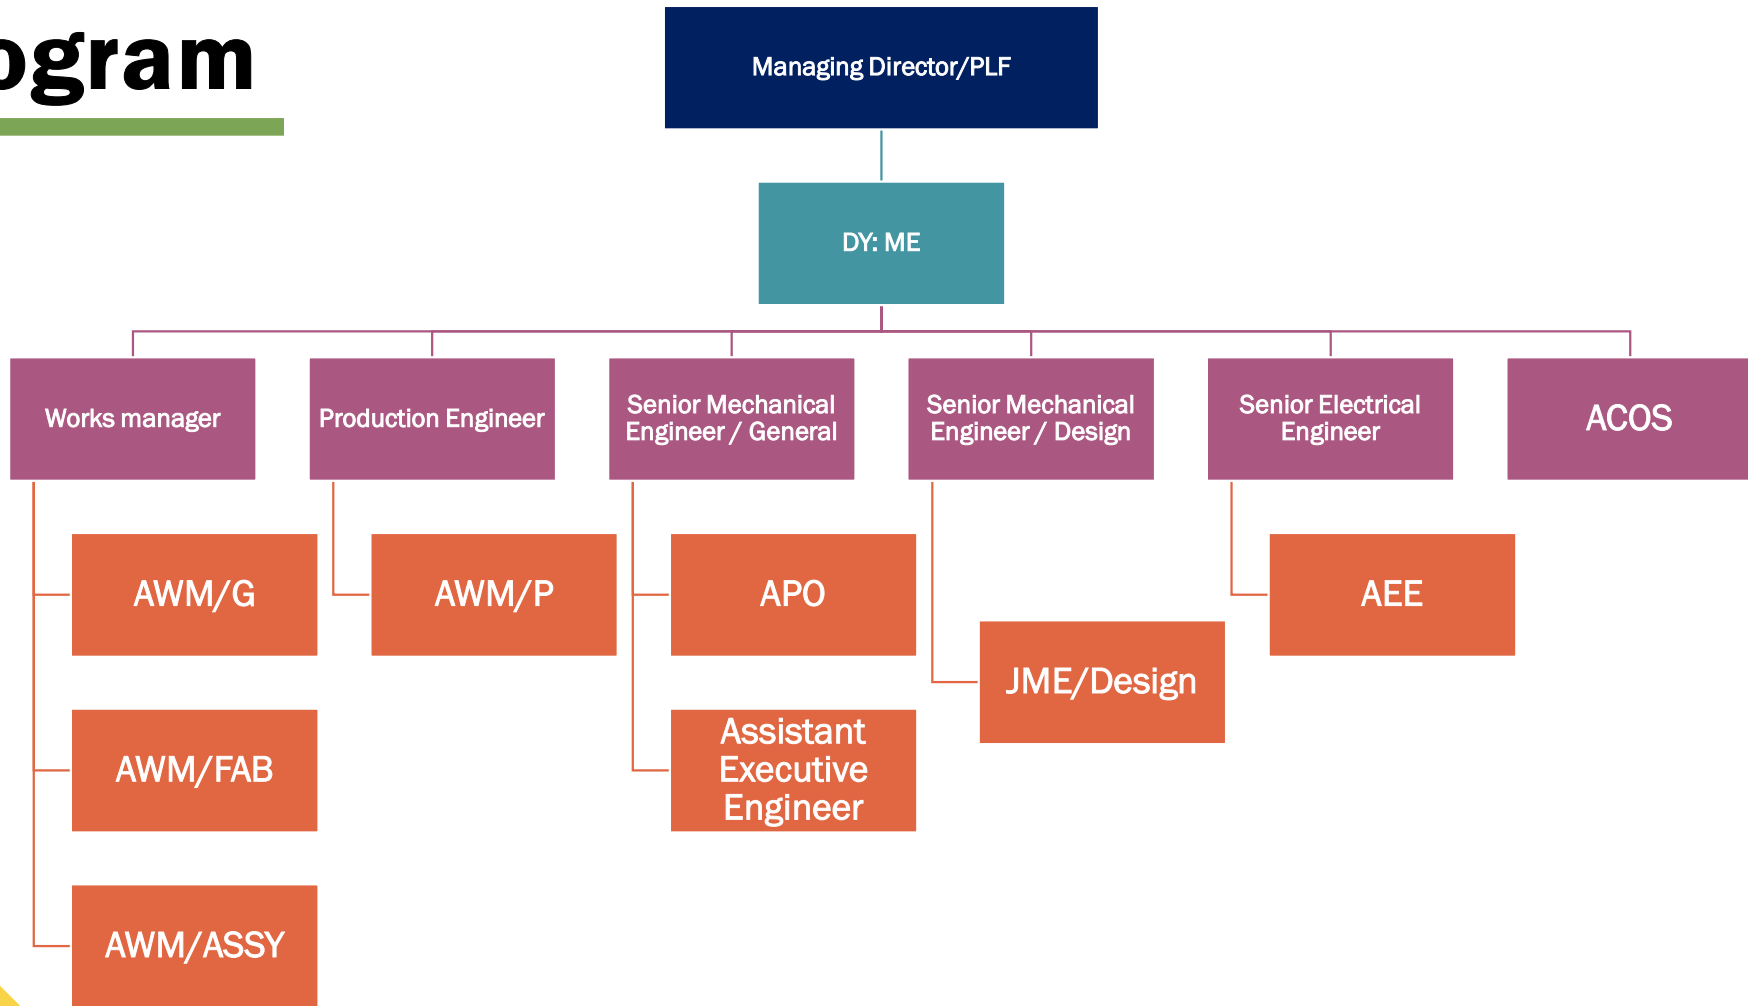 ogram
Managing Director/PLF
DY: ME
Works manager
Production Engineer
Senior Mechanical
Engineer / General
Senior Mechanical
Engineer / Design
Senior Electrical
Engineer
ACOS
AWM/G
AWM/P
APO
AEE
JME/Design
AWM/FAB
Assistant
Executive
Engineer
AWM/ASSY